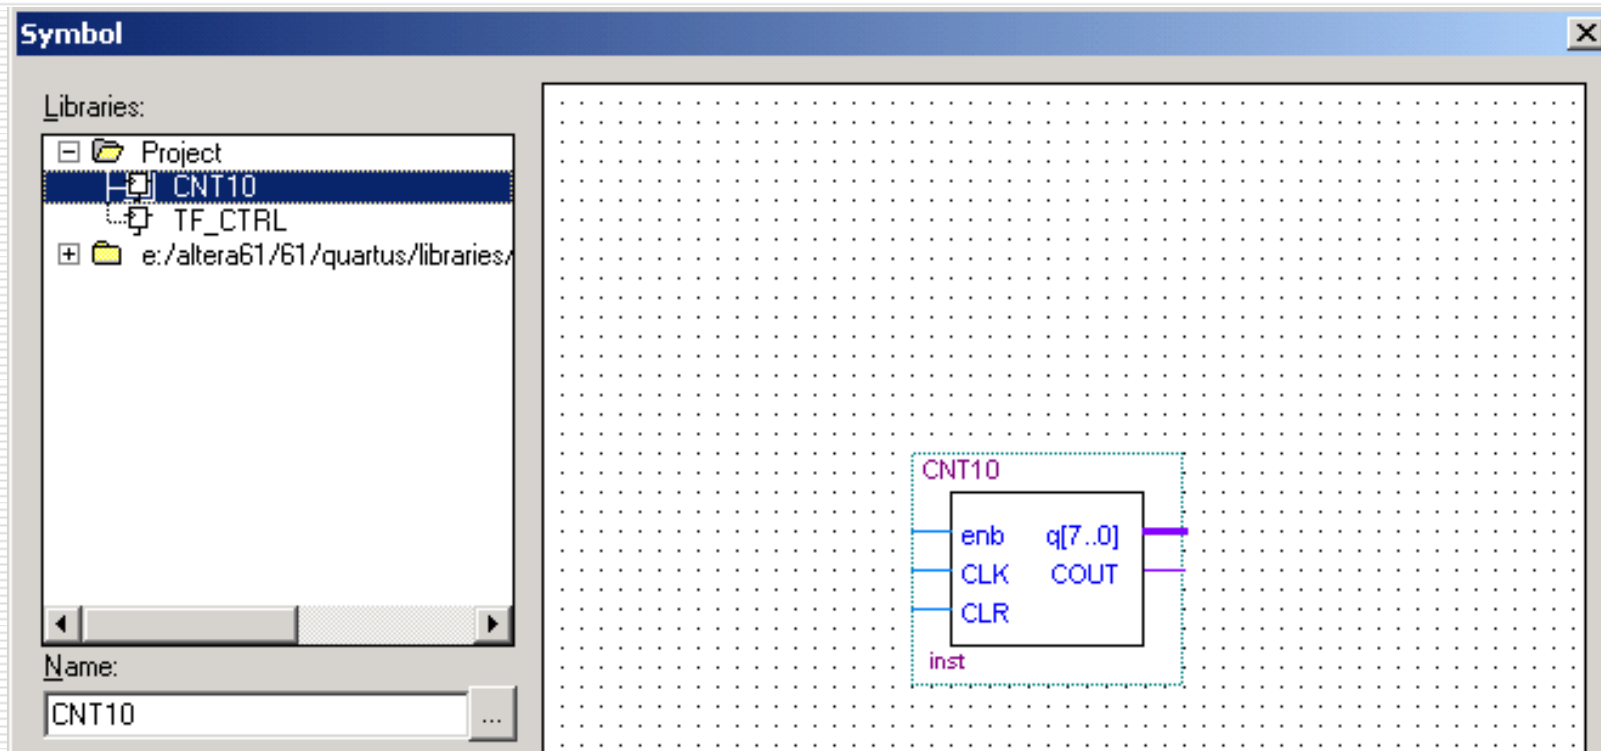 Symbol
Libraries:
Project
CNT10
TF_CTRL
e:/altera61/61/quartus/libraries/
Name:
CNT10
...
CNT10
enb q[7..0]
CLK COUT
CLR
inst